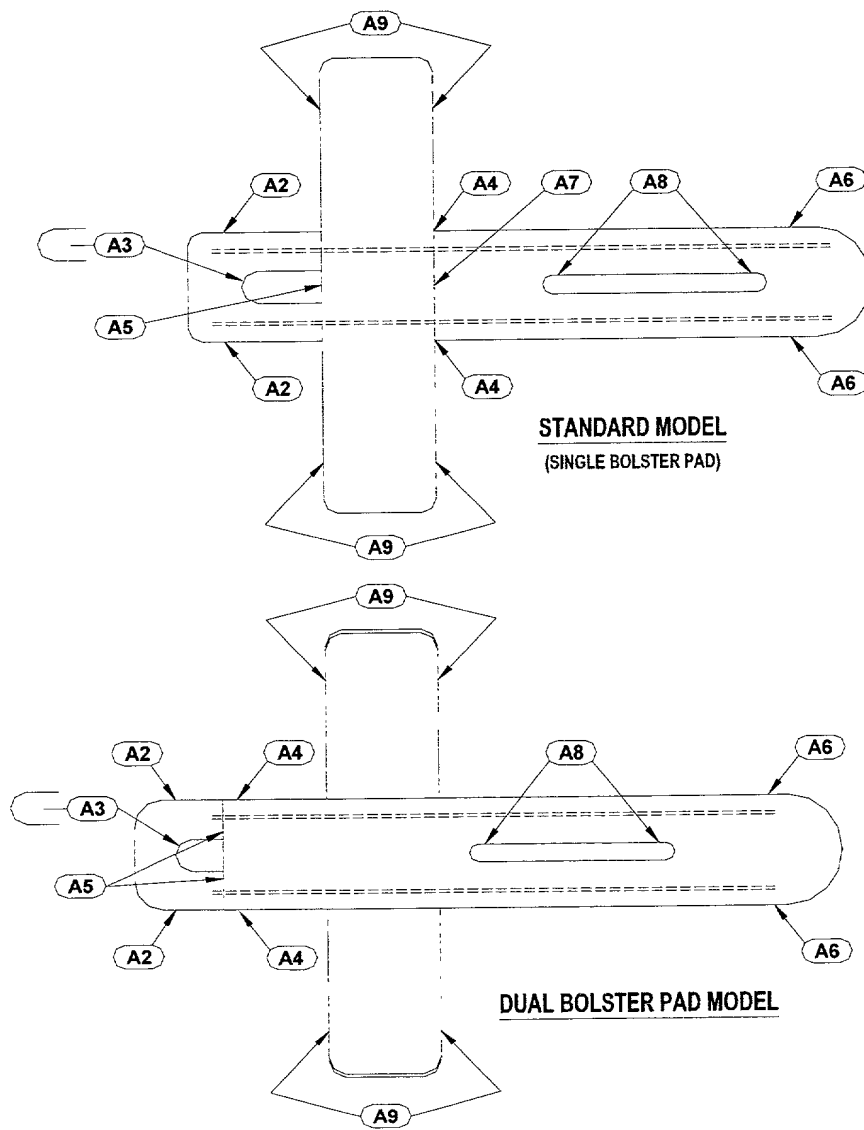 A9
A2
A4
A7
A8
A6
A3
A5
A2
A4
A6
STANDARD MODEL
(SINGLE BOLSTER PAD)
A9
A9
A2
A4
A8
A6
A3
A5
A2
A4
A6
DUAL BOLSTER PAD MODEL
A9